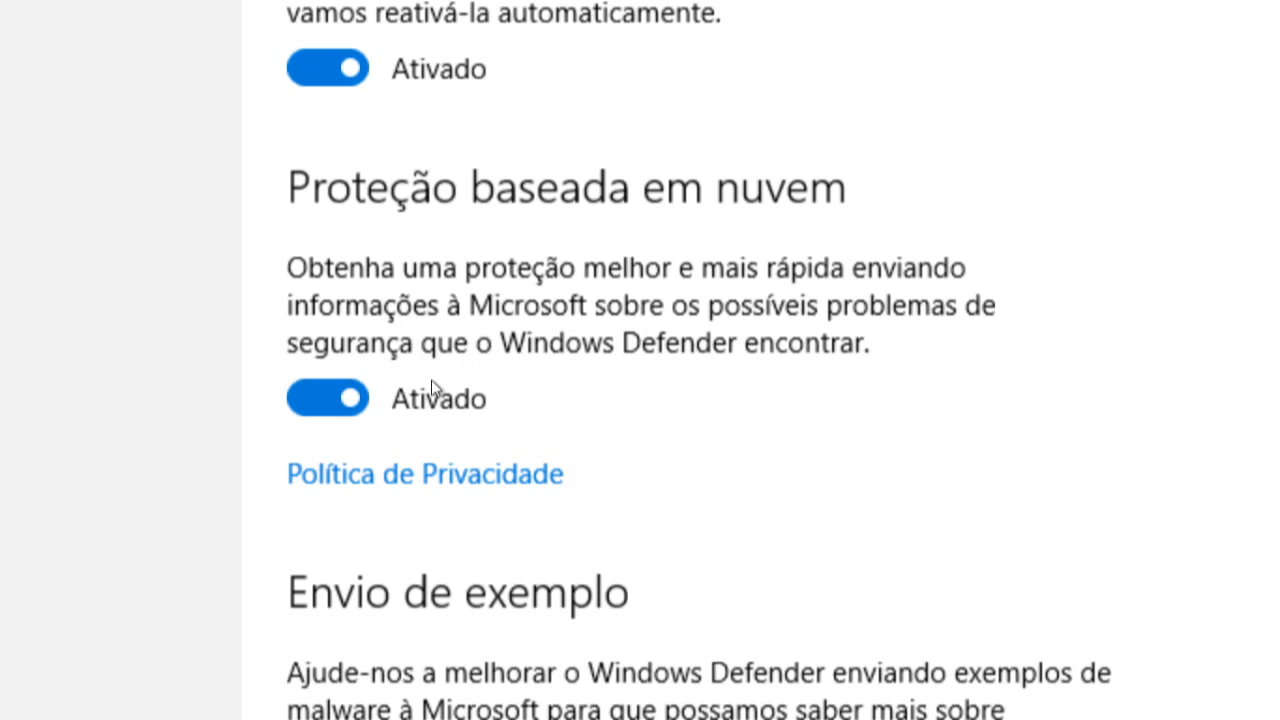 vamos reativá-la automaticamente.
Ativado
Proteção baseada em nuvem
Obtenha uma proteção melhor e mais rápida enviando
informações à Microsoft sobre os possíveis problemas de
segurança que o Windows Defender encontrar.
Ativado
Política de Privacidade
Envio de exemplo
Ajude-nos a melhorar o Windows Defender enviando exemplos de
malware à Microsoft para que possamos saber mais sobre